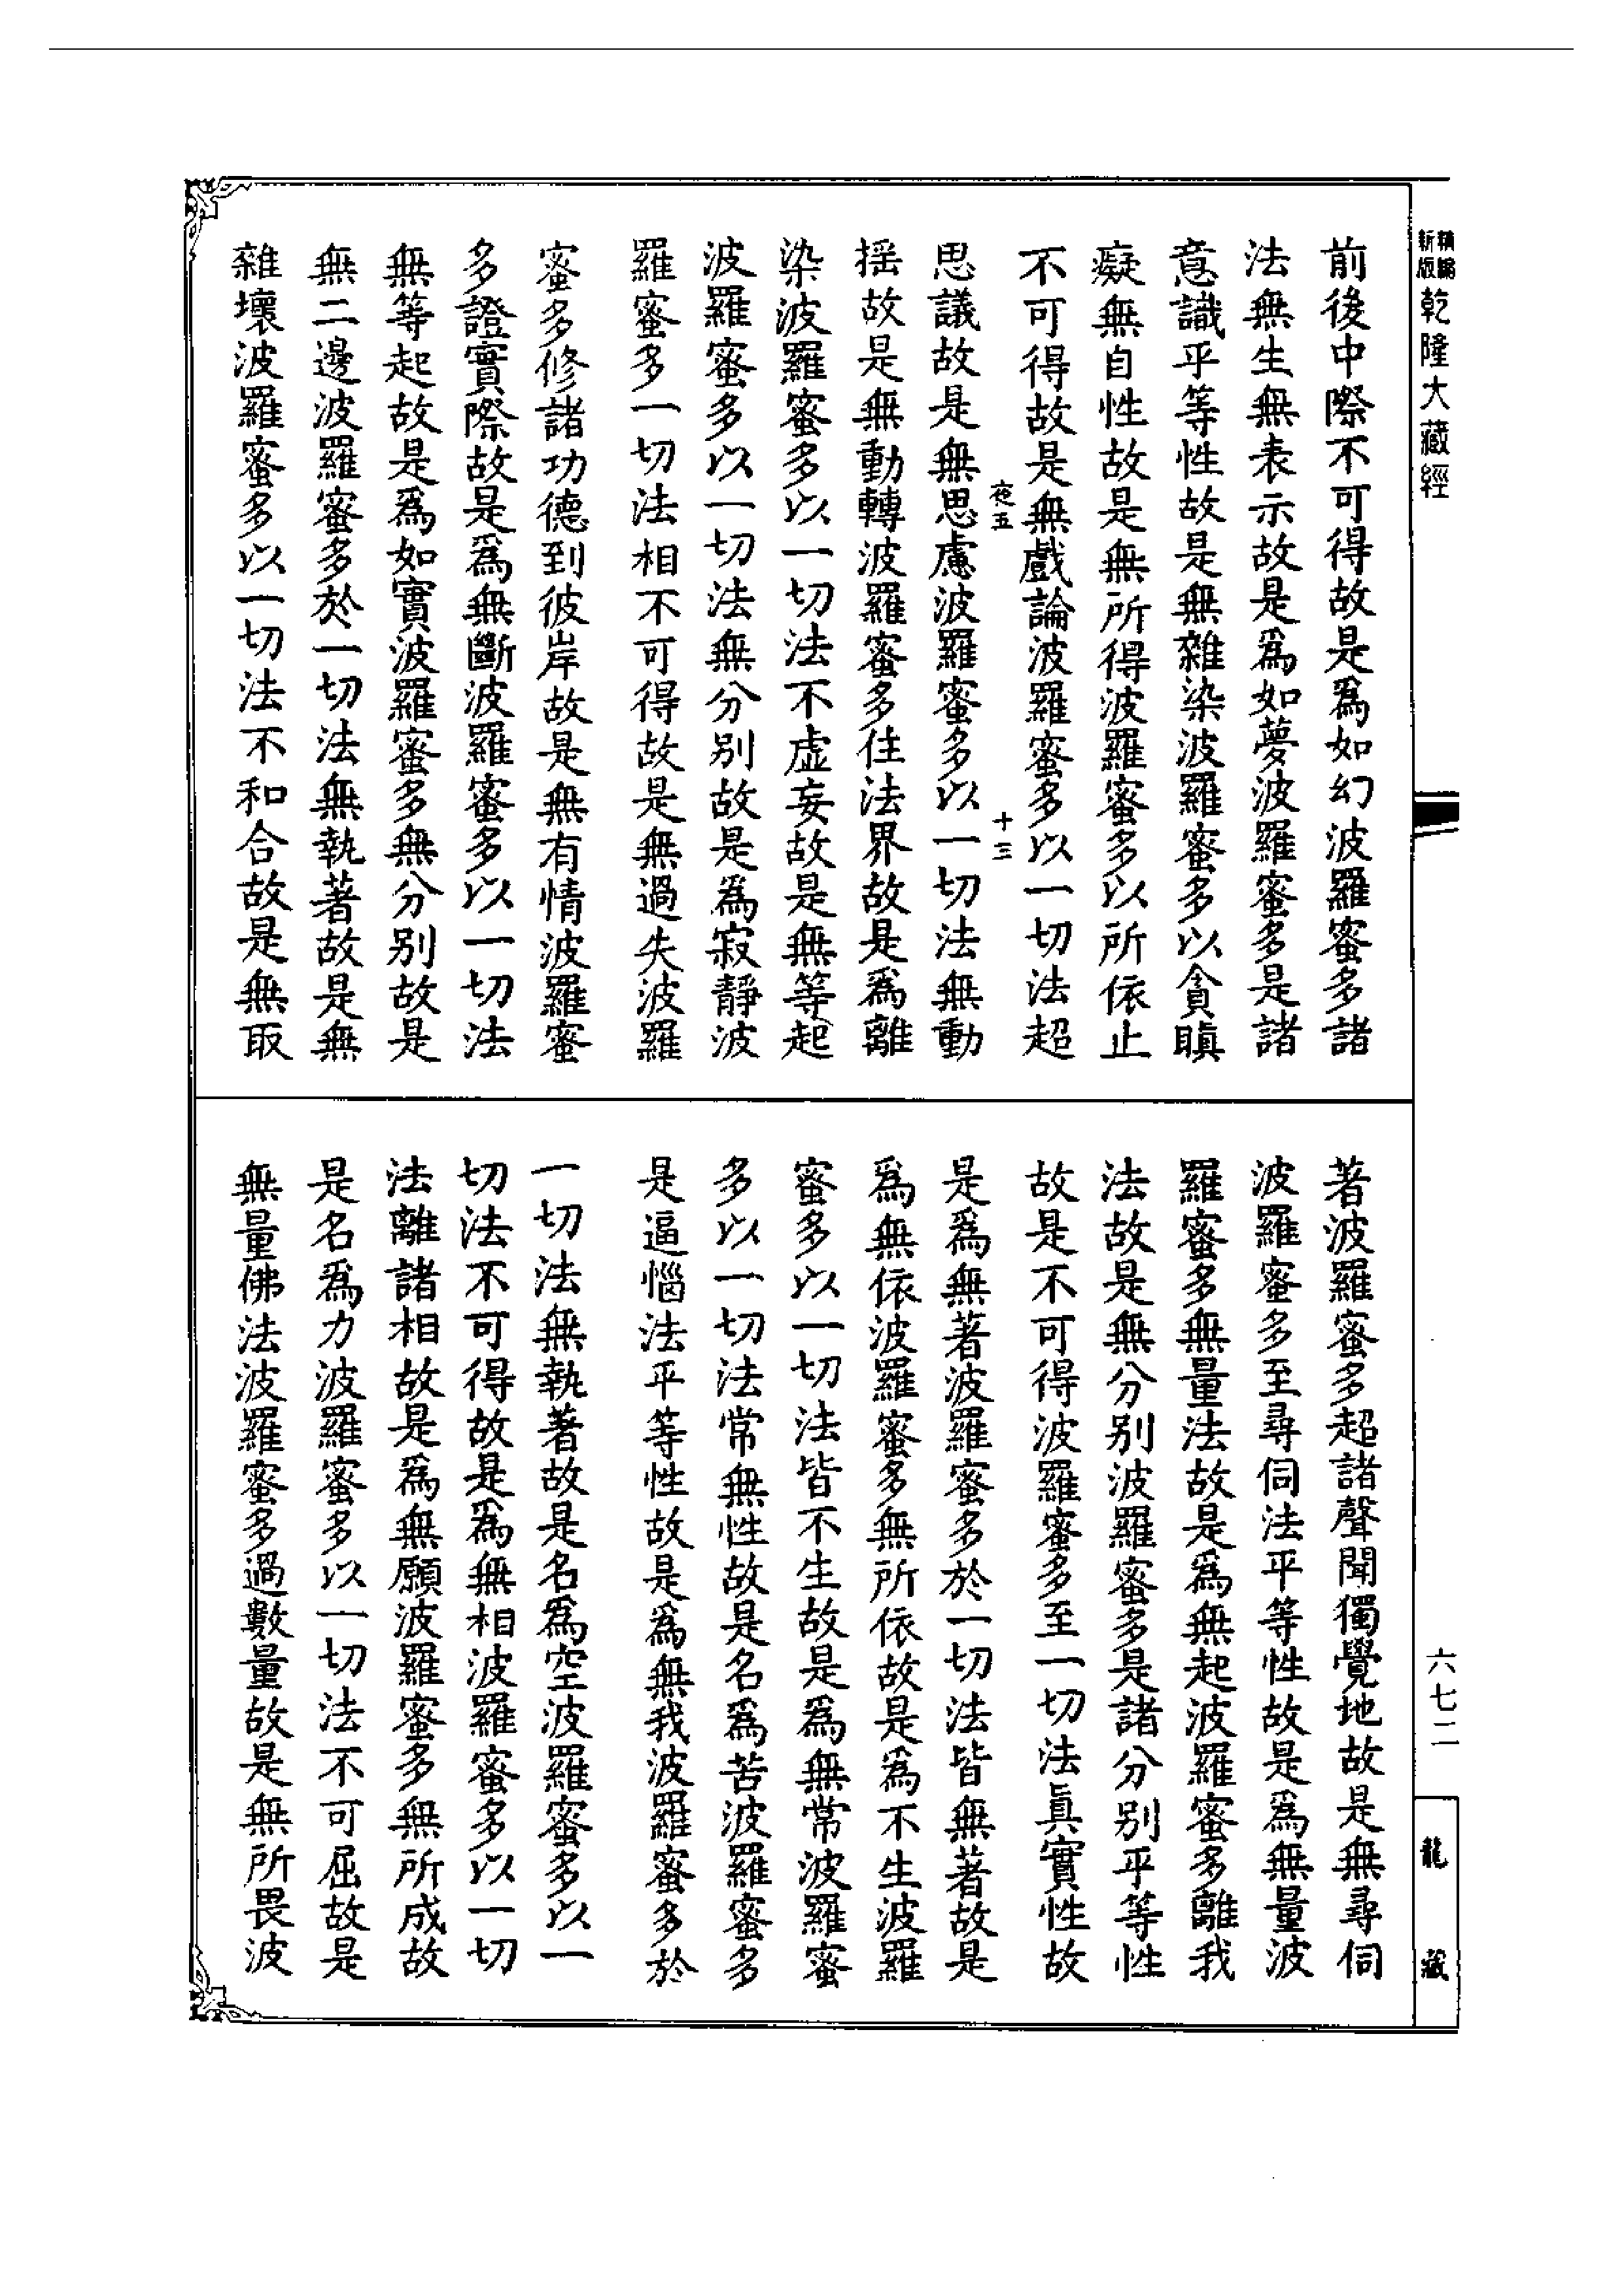 精編
新版
乾隆大藏經
前後中際不可得故是爲如幻波羅蜜多諸
法無生無表示故是爲如夢波羅蜜多是諸
意識平等性故是無雜染波羅蜜多以貪瞋
癡無自性故是無所得波羅蜜多以所依止
不可得故是無戲論波羅蜜多以一切法超
夜五 十三
思議故是無思慮波羅蜜多以一切法無動
揺故是無動轉波羅蜜多住法界故是爲離
染波羅蜜多以一切法不虛妄故是無等起
波羅蜜多以一切法無分别故是爲寂靜波
羅蜜多一切法相不可得故是無過失波羅
蜜多修諸功德到彼岸故是無有情波羅蜜
多證實際故是爲無斷波羅蜜多以一切法
無等起故是爲如實波羅蜜多無分别故是
無二邊波羅蜜多於一切法無執著故是無
雜壞波羅蜜多以一切法不和合故是無取
著波羅蜜多超諸聲聞獨覺地故是無尋伺
波羅蜜多至尋伺法平等性故是爲無量波
羅蜜多無量法故是爲無起波羅蜜多離我
法故是無分别波羅蜜多是諸分别平等性
故是不可得波羅蜜多至一切法眞實性故
是爲無著波羅蜜多於一切法皆無著故是
爲無依波羅蜜多無所依故是爲不生波羅
蜜多以一切法皆不生故是爲無常波羅蜜
多以一切法常無性故是名爲苦波羅蜜多
是逼惱法平等性故是爲無我波羅蜜多於
一切法無執著故是名爲空波羅蜜多以一
切法不可得故是爲無相波羅蜜多以一切
法離諸相故是爲無願波羅蜜多無所成故
是名爲力波羅蜜多以一切法不可屈故是
無量佛法波羅蜜多過數量故是無所畏波
六七二
龍藏